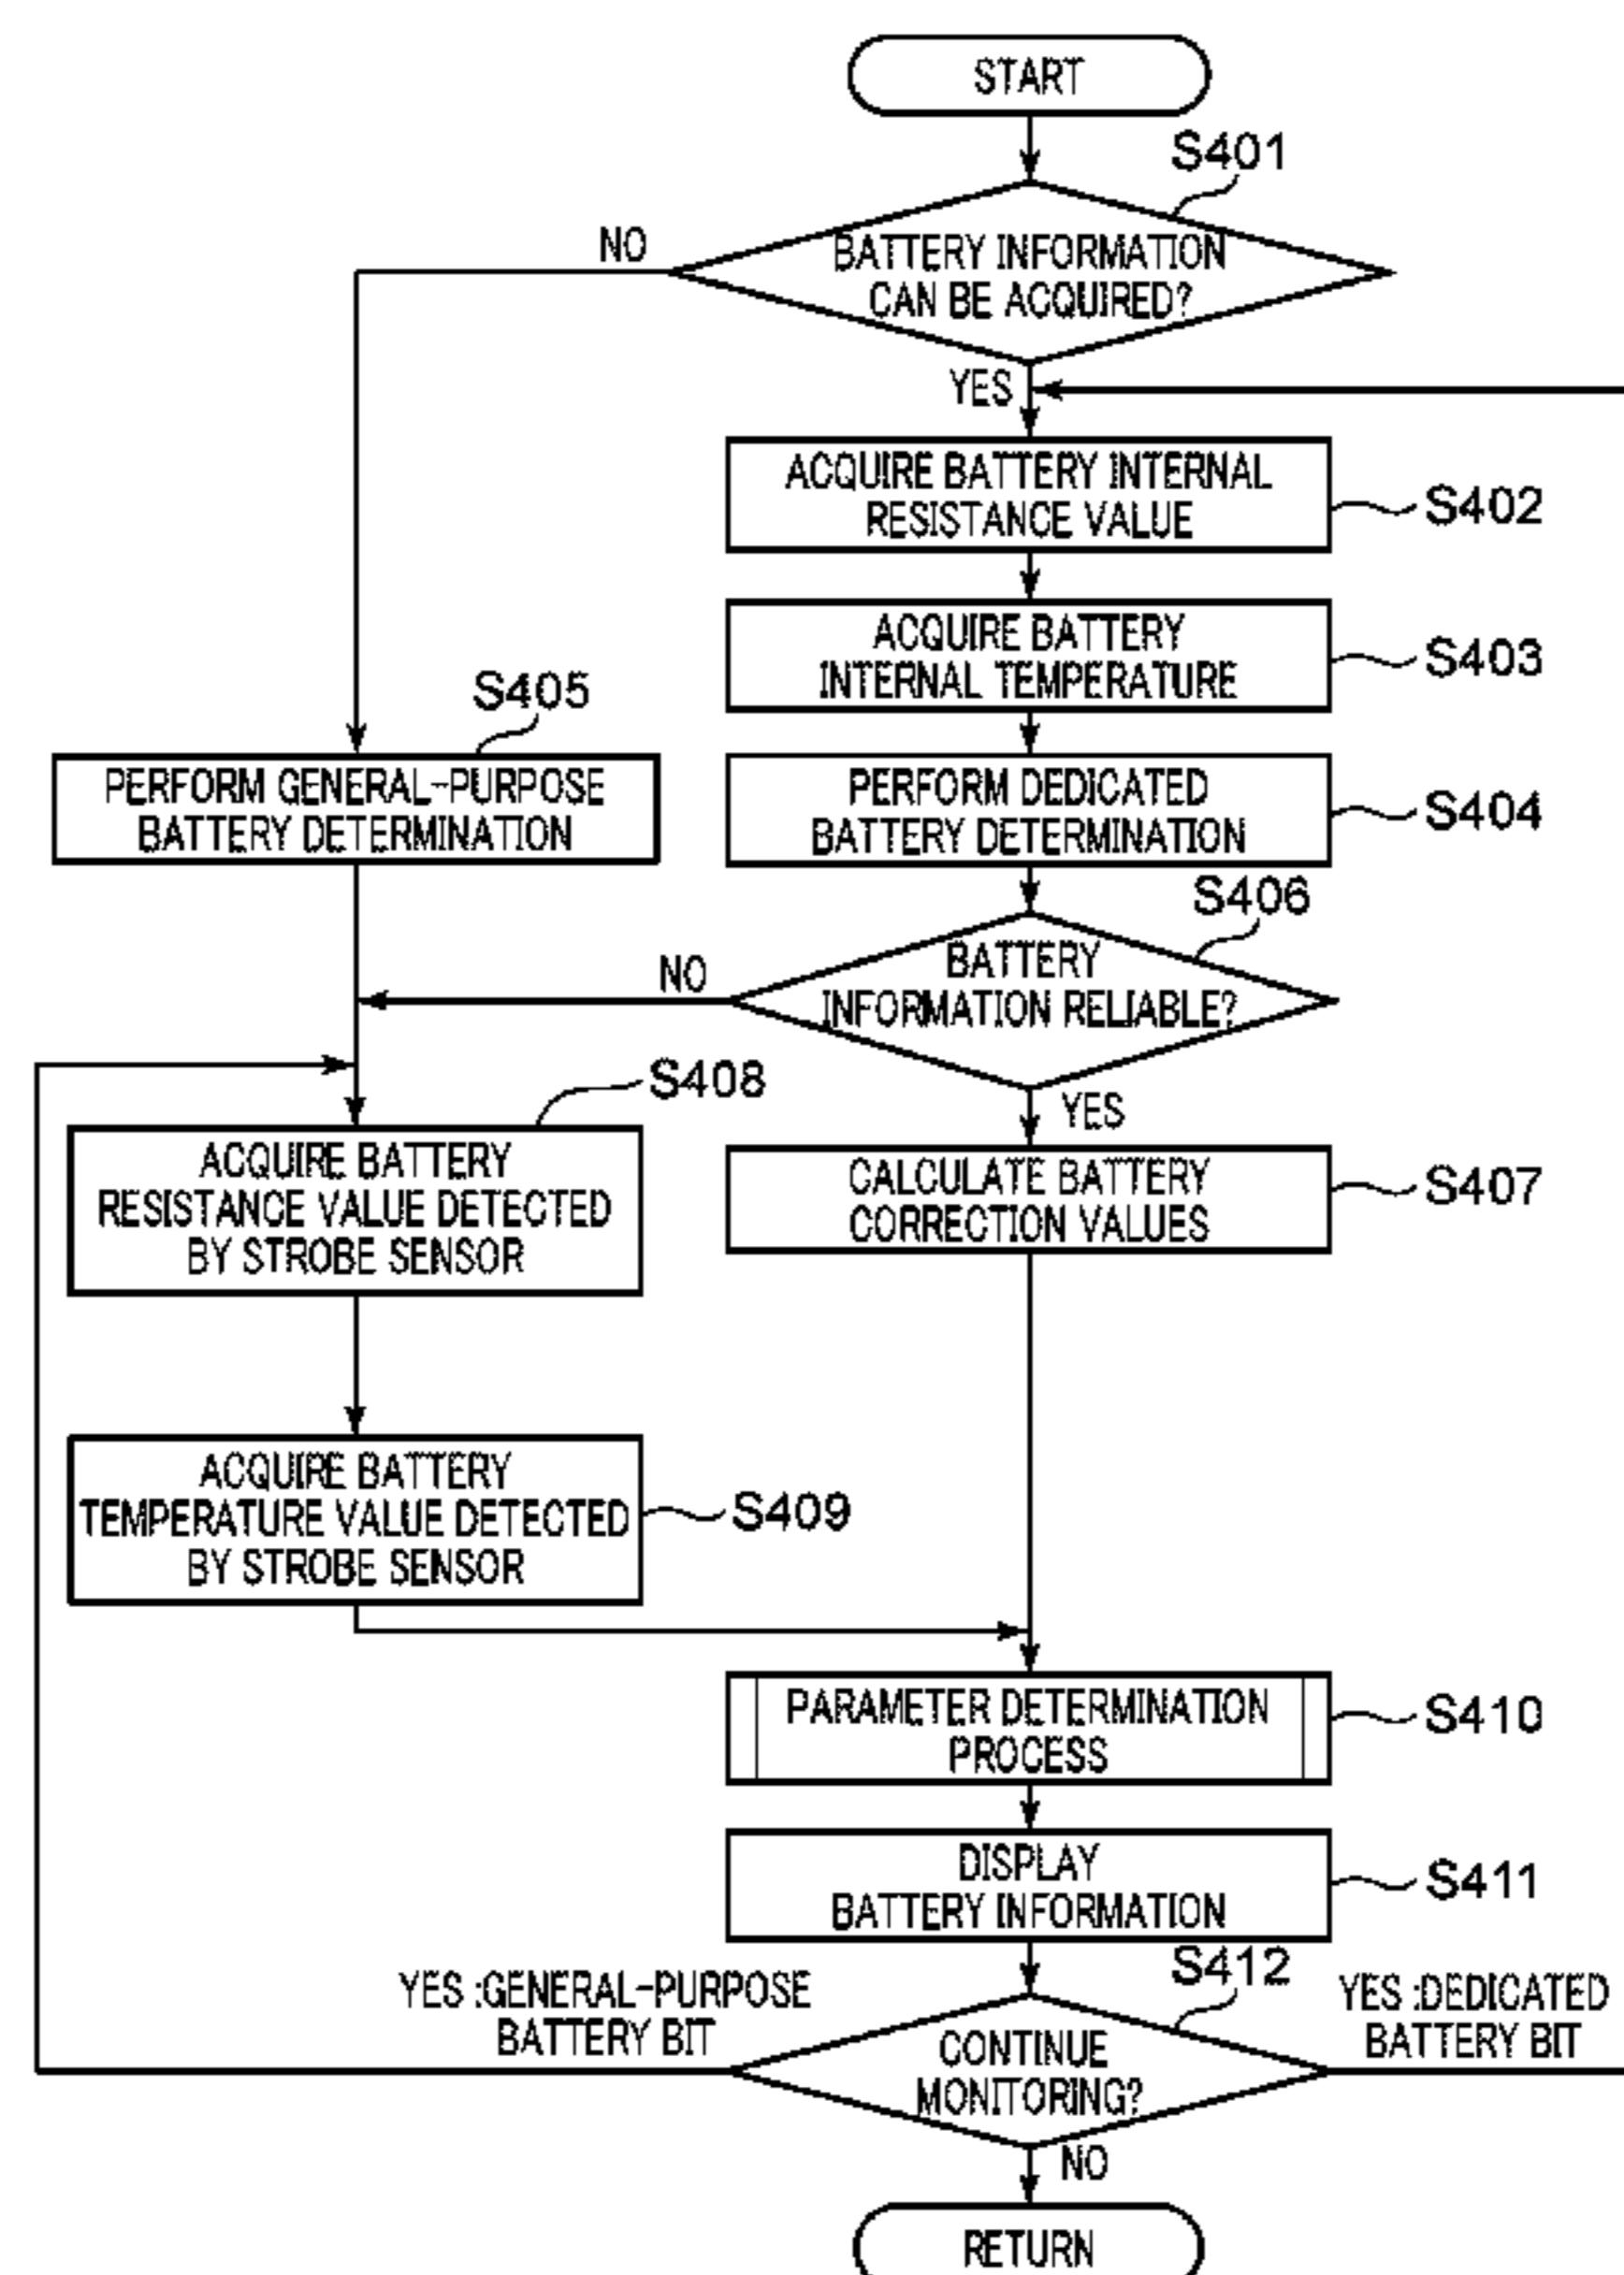 START
S401
NO
BATTERY INFORMATION
CAN BE ACQUIRED?
YES
ACQUIRE BATTERY INTERNAL
RESISTANCE VALUE
S402
ACQUIRE BATTERY
INTERNAL TEMPERATURE
S403
S405
PERFORM GENERAL-PURPOSE
BATTERY DETERMINATION
PERFORM DEDICATED
BATTERY DETERMINATION
S404
S406
NO
BATTERY
INFORMATION RELIABLE?
YES
S408
ACQUIRE BATTERY
RESISTANCE VALUE DETECTED
BY STROBE SENSOR
CALCULATE BATTERY
CORRECTION VALUES
S407
ACQUIRE BATTERY
TEMPERATURE VALUE DETECTED
BY STROBE SENSOR
S409
PARAMETER DETERMINATION
PROCESS
S410
DISPLAY
BATTERY INFORMATION
S411
S412
YES :GENERAL-PURPOSE
BATTERY BIT
CONTINUE
MONITORING?
YES :DEDICATED
BATTERY BIT
NO
RETURN